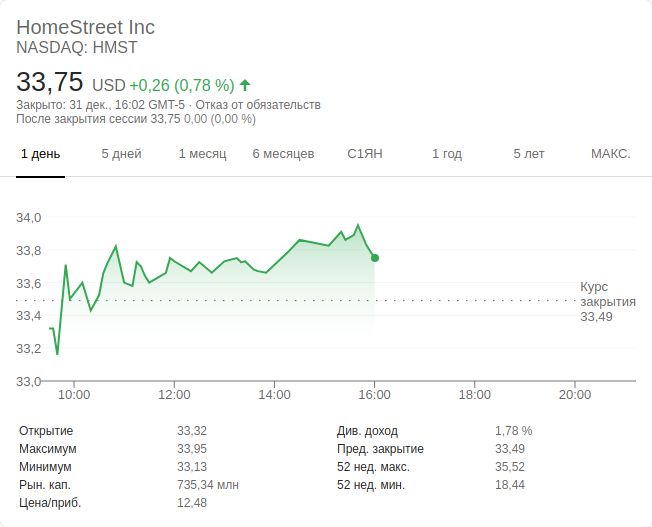 HomeStreet Inc
NASDAQ: HMST
33,75 USD +0,26 (0,78 %)
Закрыто: 31 дек., 16:02 GMT-5 · Отказ от обязательств
После закрытия сессии 33,75 0,00 (0,00 %)
1 день 5 дней 1 месяц 6 месяцев С1ЯН 1 год 5 лет МАКС.
34,0
33,8
33,6
33,4
33,2
33,0
Курс
закрытия
33,49
10:00 12:00 14:00 16:00 18:00 20:00
Открытие 33,32 Див. доход 1,78 %
Максимум 33,95 Пред. закрытие 33,49
Минимум 33,13 52 нед. макс. 35,52
Рын. кап. 735,34 млн 52 нед. мин. 18,44
Цена/приб. 12,48